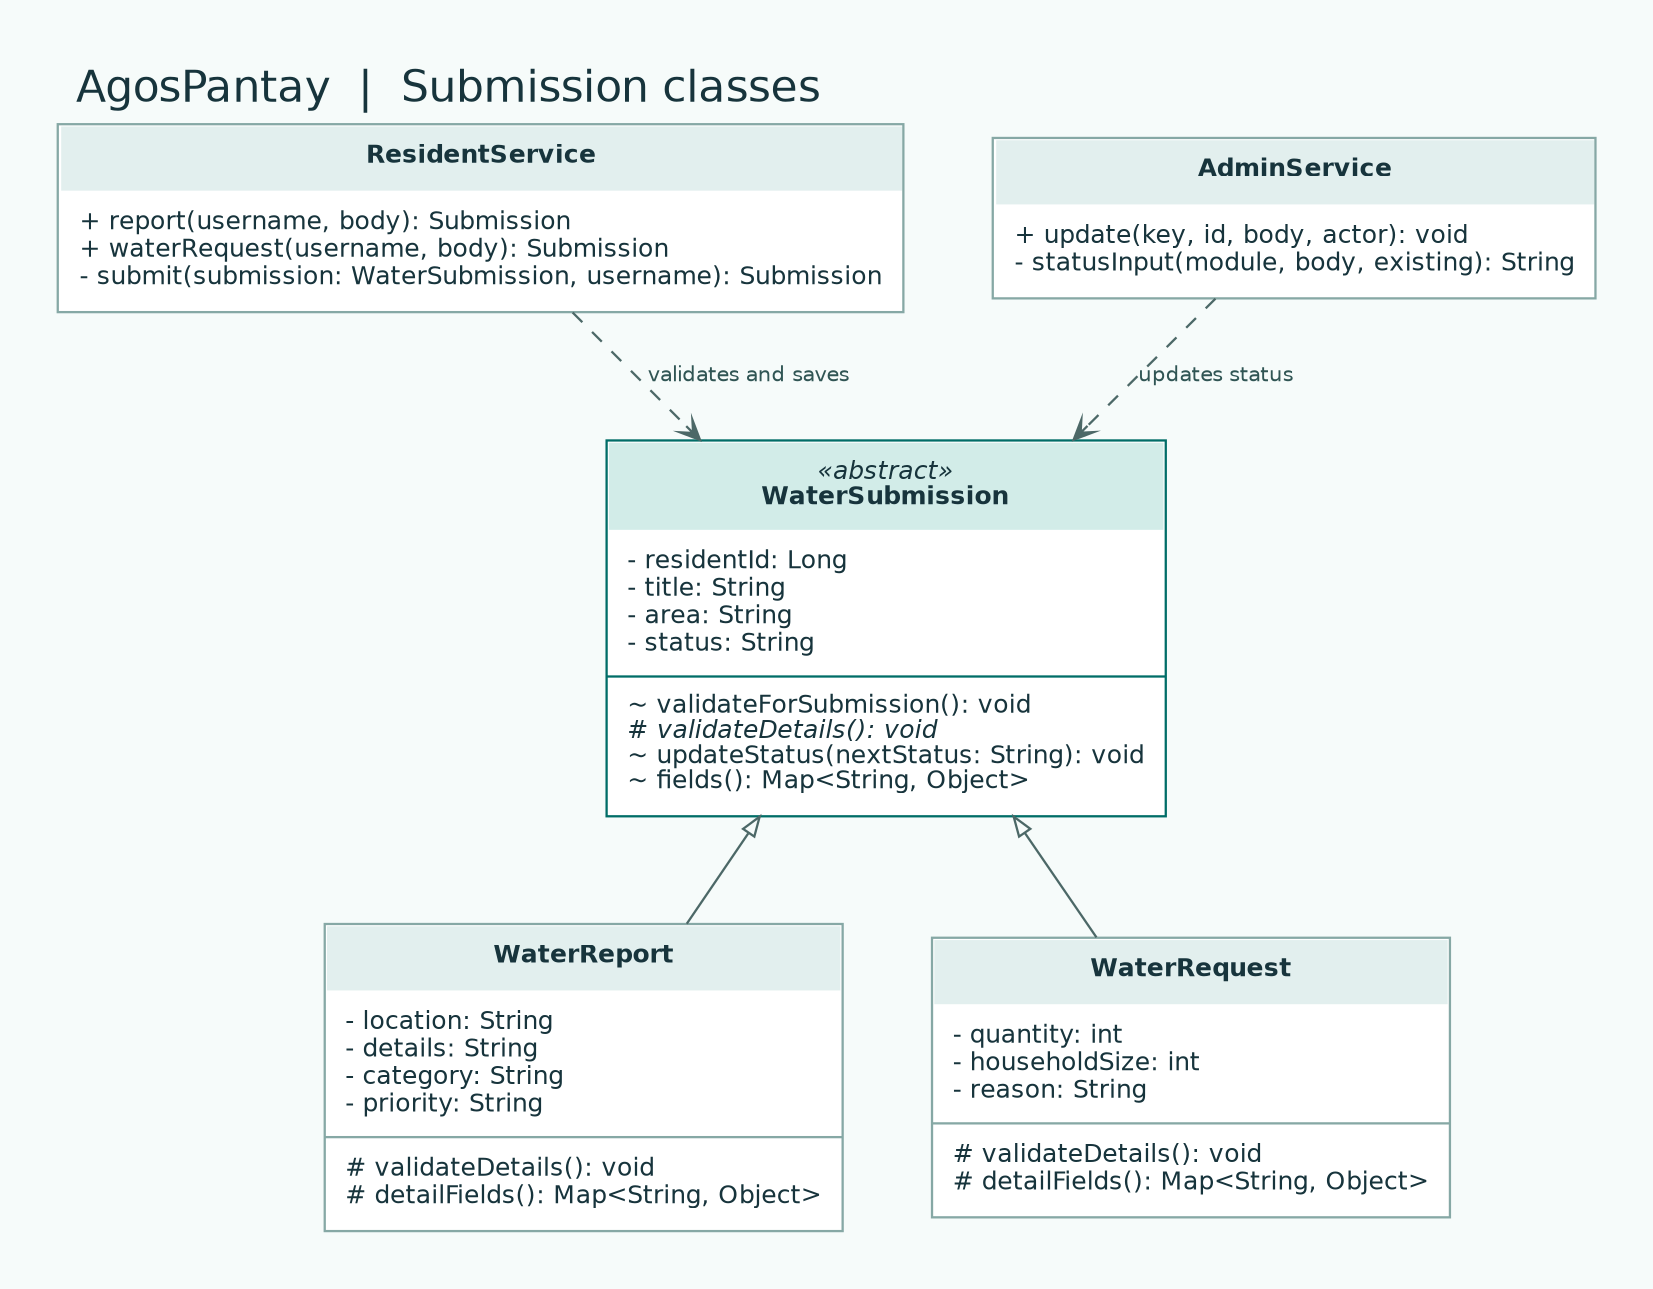 AgosPantay | Submission classes
ResidentService
+ report(username, body): Submission
+ waterRequest(username, body): Submission
- submit(submission: WaterSubmission, username): Submission
AdminService
+ update(key, id, body, actor): void
- statusInput(module, body, existing): String
validates and saves
updates status
«abstract»
WaterSubmission
- residentId: Long
- title: String
- area: String
- status: String
~ validateForSubmission(): void
# validateDetails(): void
~ updateStatus(nextStatus: String): void
~ fields(): Map<String, Object>
WaterReport
- location: String
- details: String
- category: String
- priority: String
# validateDetails(): void
# detailFields(): Map<String, Object>
WaterRequest
- quantity: int
- householdSize: int
- reason: String
# validateDetails(): void
# detailFields(): Map<String, Object>